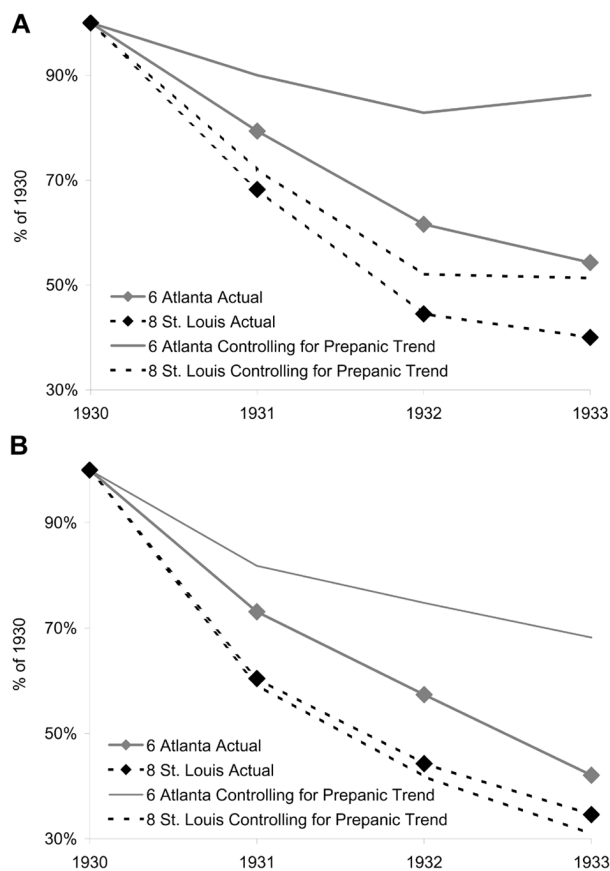 A
90%
70%
50%
30%
% of 1930
6 Atlanta Actual
8 St. Louis Actual
6 Atlanta Controlling for Prepanic Trend
8 St. Louis Controlling for Prepanic Trend
1930 1931 1932 1933
B
90%
70%
50%
30%
% of 1930
6 Atlanta Actual
8 St. Louis Actual
6 Atlanta Controlling for Prepanic Trend
8 St. Louis Controlling for Prepanic Trend
1930 1931 1932 1933